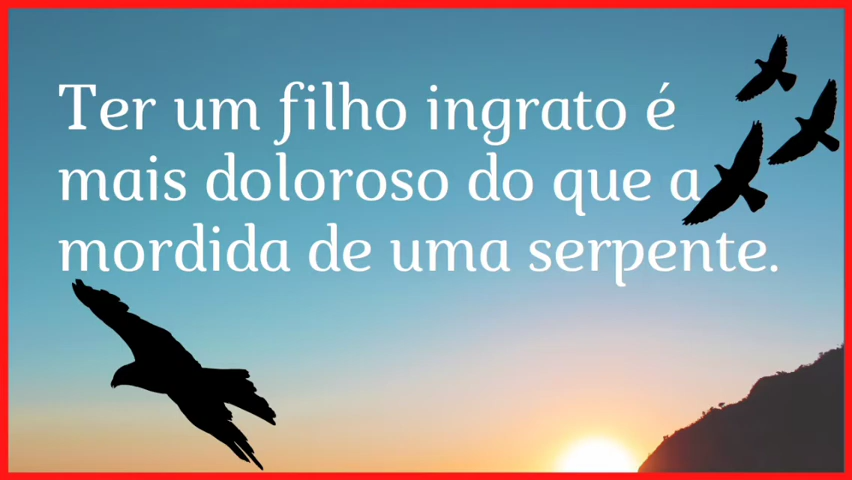 Ter um filho ingrato é
mais doloroso do que a
mordida de uma serpente.